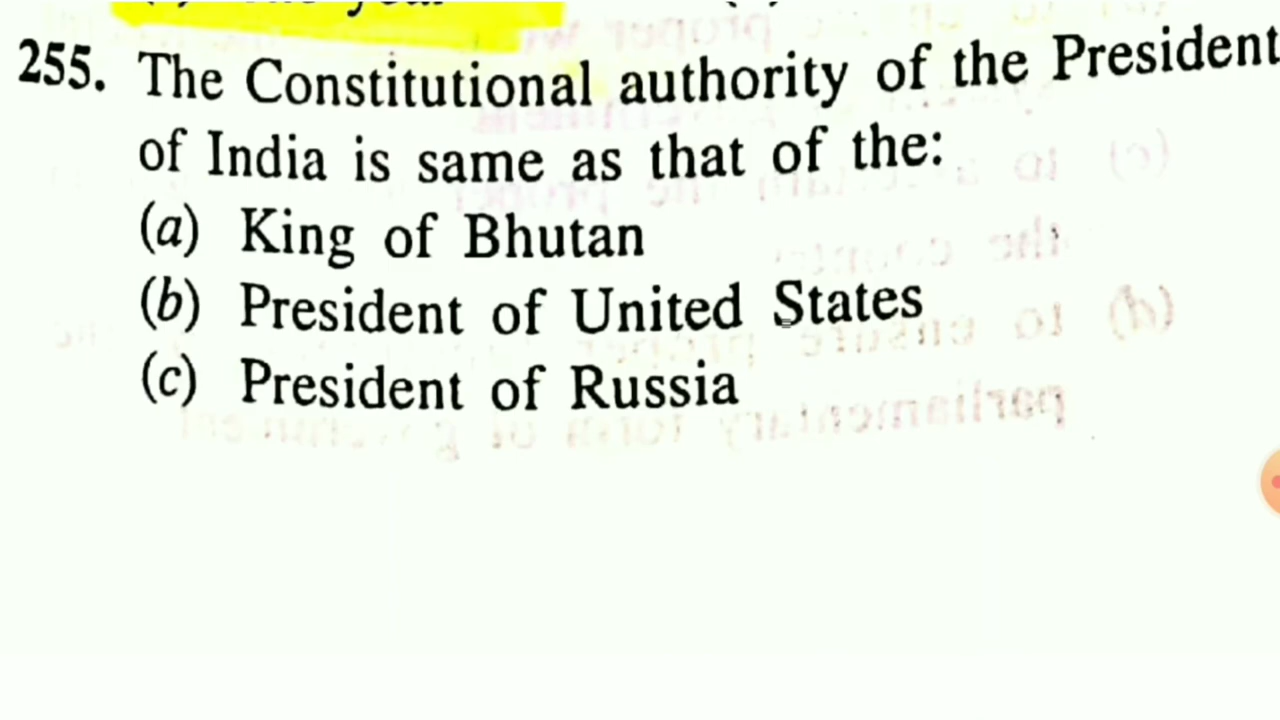 255. The Constitutional authority of the President
of India is same as that of the:
(a) King of Bhutan
(b) President of United States
(c) President of Russia